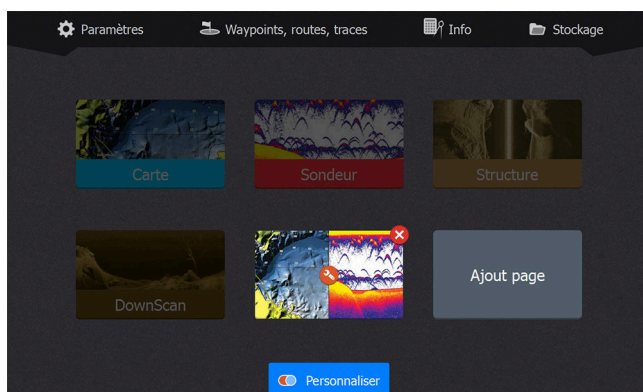 Paramètres
Waypoints, routes, traces
Info
Stockage
Carte
Sondeur
Structure
DownScan
Ajout page
Personnaliser